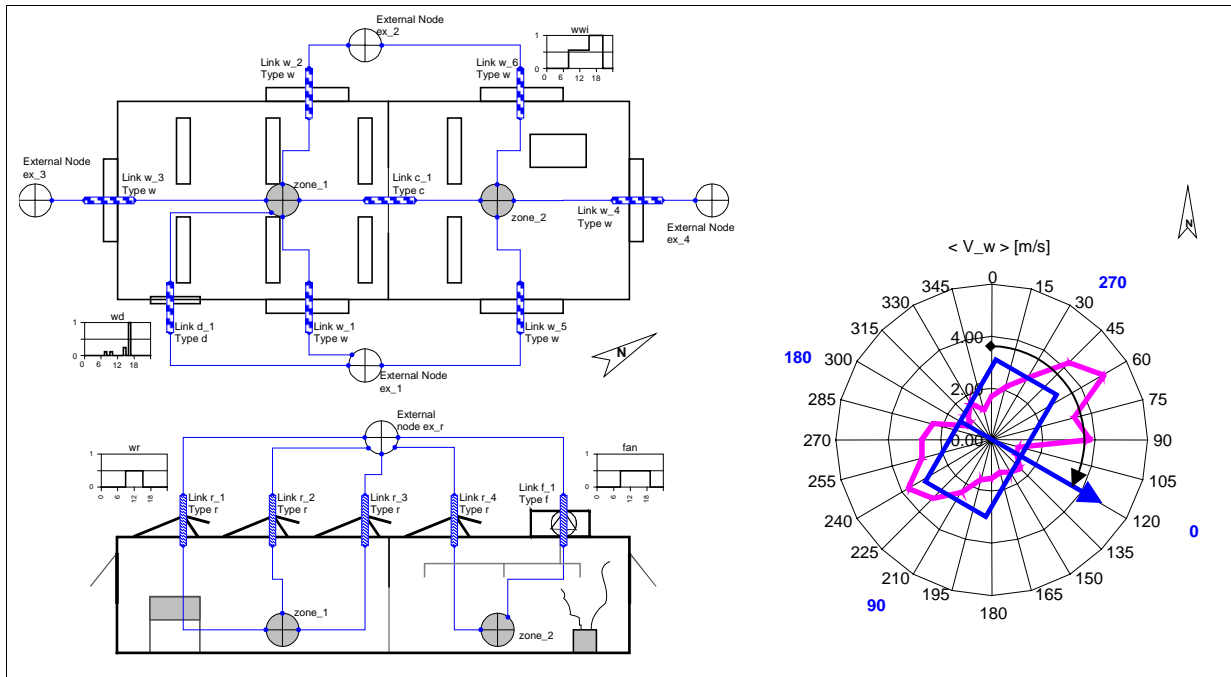 External Node
ex_2
wwi
1
0
0 6 12 18
Link w_2
Type w
Link w_6
Type w
External Node
ex_3
Link w_3
Type w
zone_1
Link c_1
Type c
zone_2
Link w_4
Type w
External Node
ex_4
wd
1
0
0 6 12 18
Link d_1
Type d
Link w_1
Type w
Link w_5
Type w
N
External Node
ex_1
External
node ex_r
wr
1
0
0 6 12 18
fan
1
0
0 6 12 18
Link r_1
Type r
Link r_2
Type r
Link r_3
Type r
Link r_4
Type r
Link f_1
Type f
zone_1
zone_2
N
< V_w > [m/s]
0
15
30
45
60
75
90
105
120
135
150
165
180
195
210
225
240
255
270
285
300
315
330
345
4.00
2.00
0.00
270
180
90
0